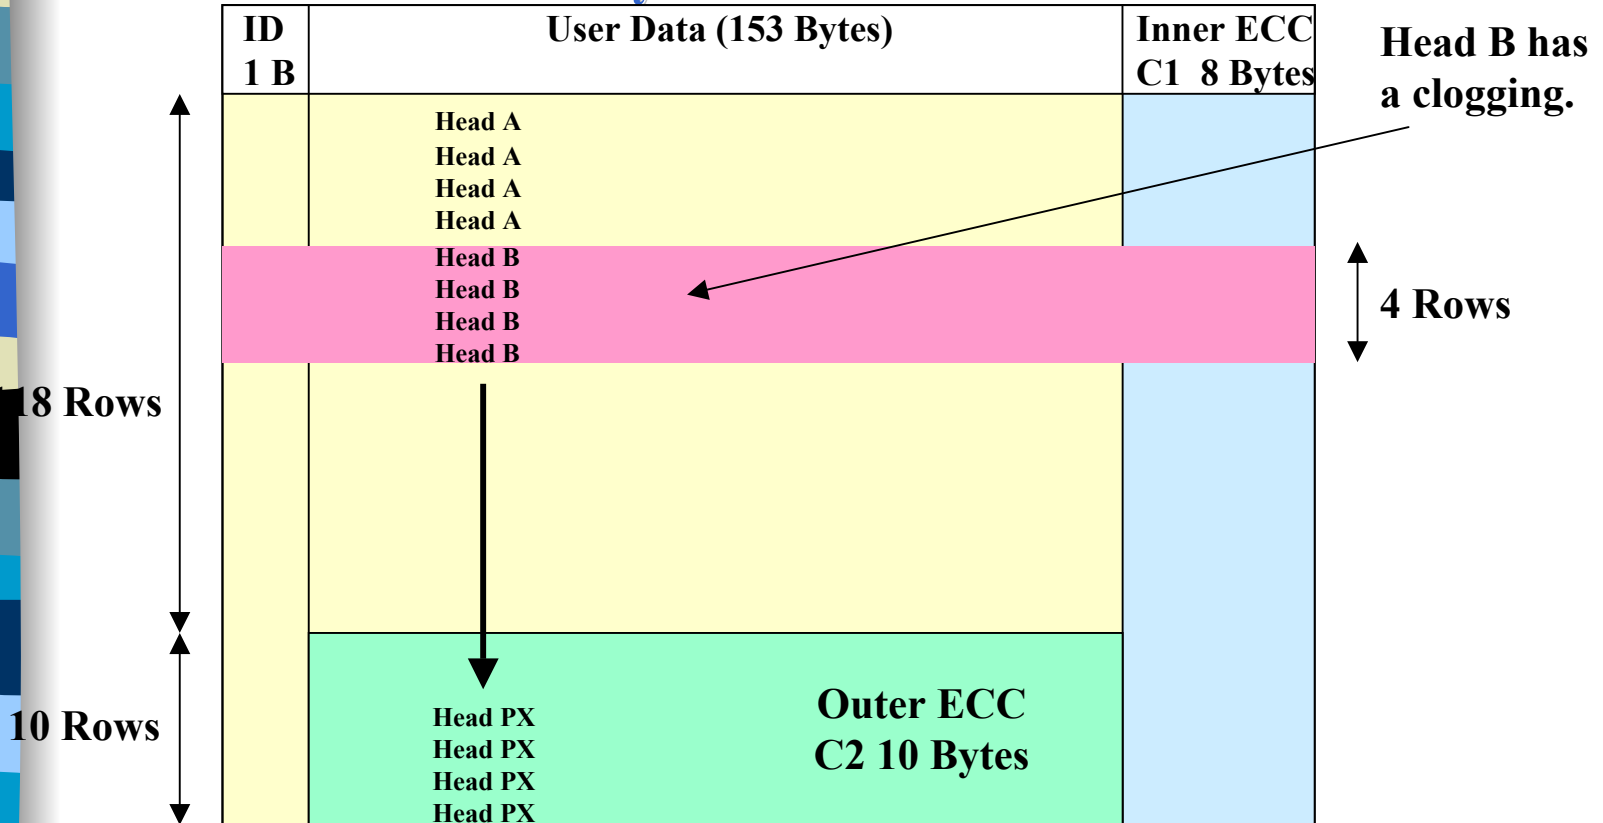 ID
1 B
User Data (153 Bytes)
Inner ECC
C1 8 Bytes
Head B has
a clogging.
Head A
Head A
Head A
Head A
Head B
Head B
Head B
Head B
4 Rows
18 Rows
10 Rows
Outer ECC
C2 10 Bytes
Head PX
Head PX
Head PX
Head PX